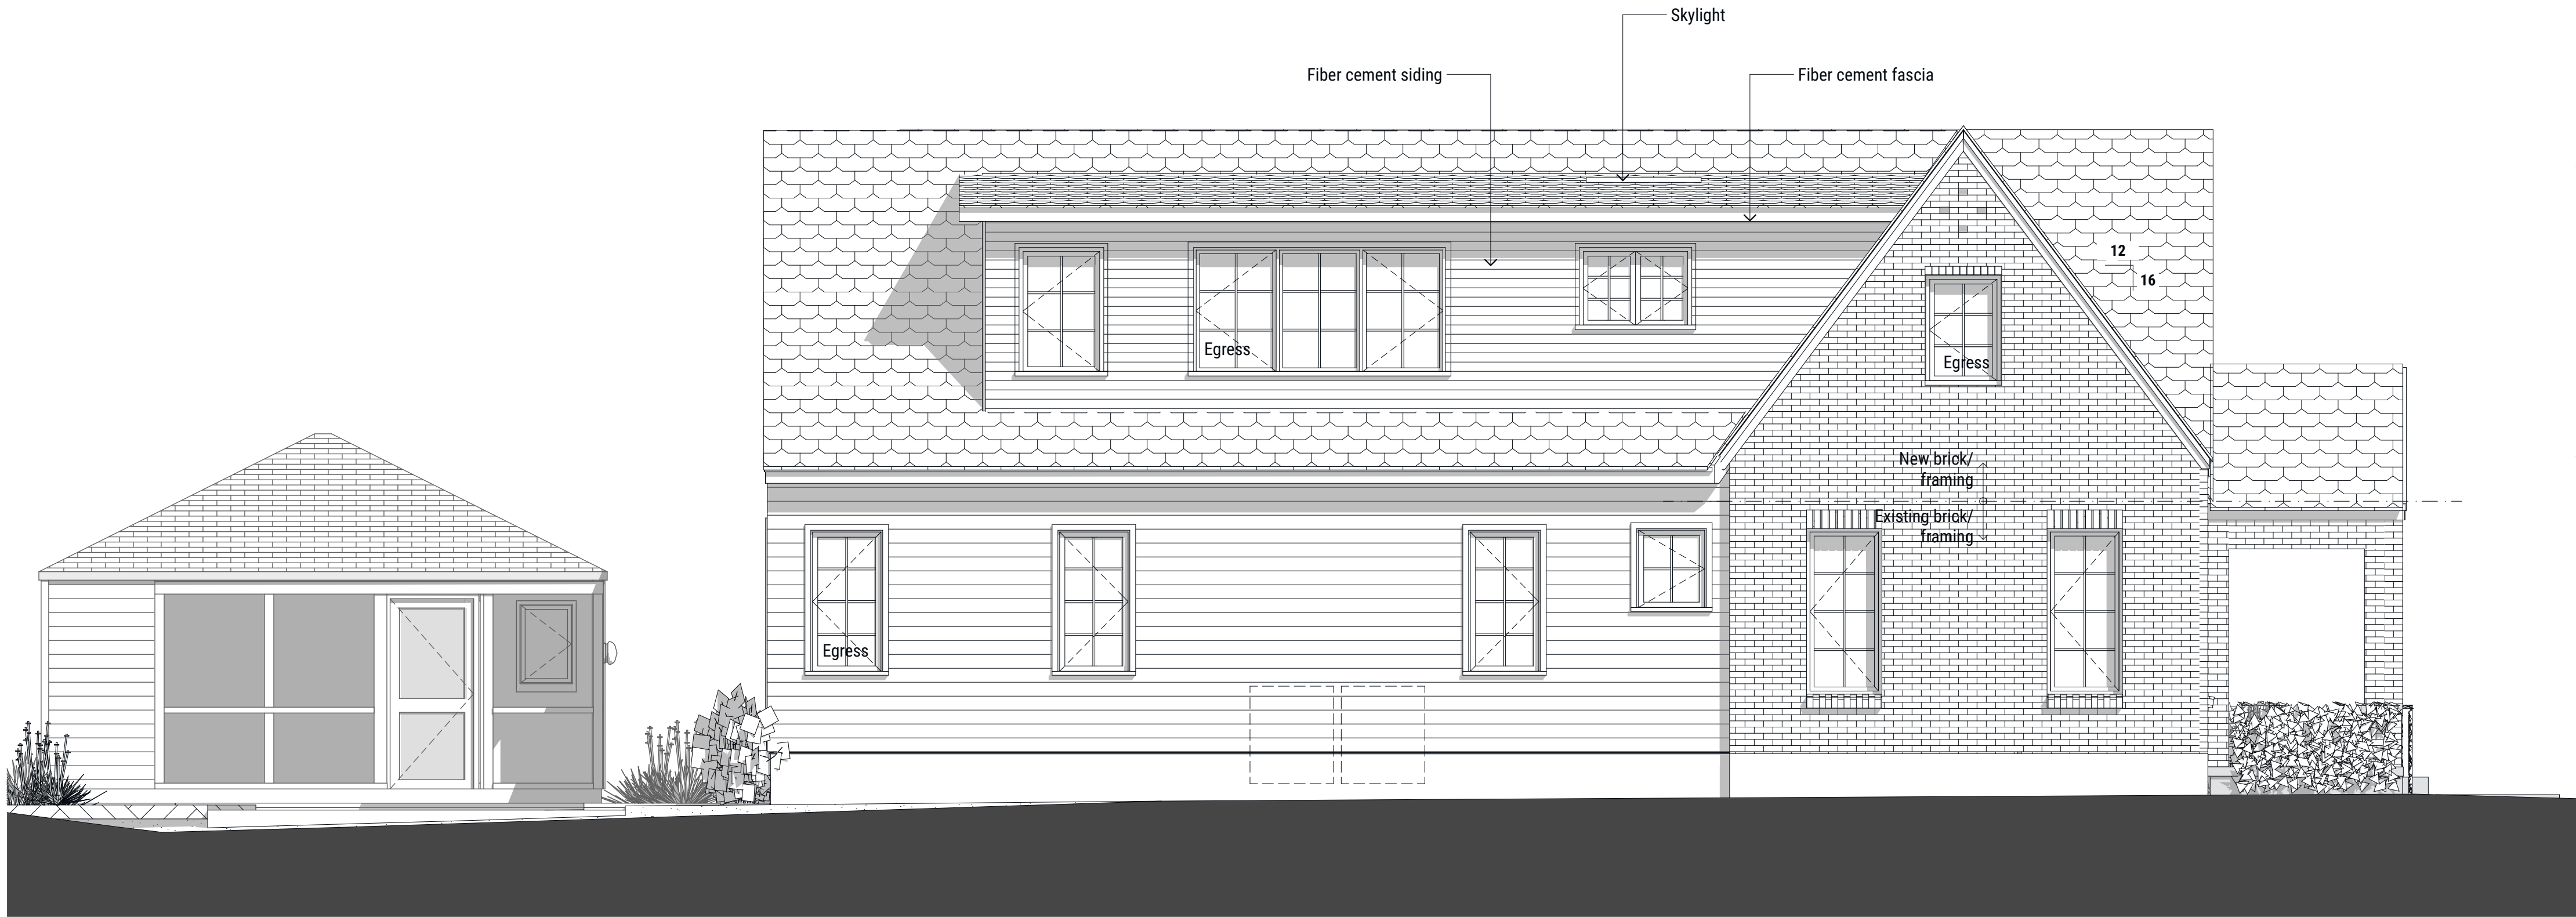 Skylight
Fiber cement siding
Fiber cement fascia
12
16
Egress
Egress
New brick/
framing
Existing brick/
framing
Egress